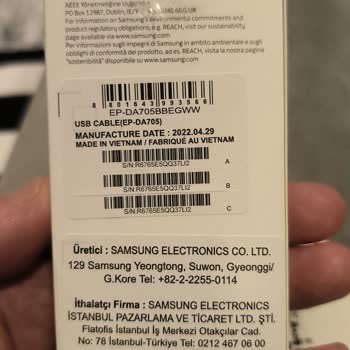 AEEE Yönetmeliğine Uygundur
PO Box 12987, Dublin, IE/
For information on Samsung's environmental commitments and
product regulatory obligations, e.g. REACH, visit our sustainability
page available via www.samsung.com
Per informazioni sugli impegni di Samsung in ambito ambientale e sugli
obblighi di conformità dei prodotti, ad es. REACH, visita la nostra pagina
"sostenibilità" disponibile su www.samsung.com
8 801643 993566
EP-DA705BBEGWW
USB CABLE(EP-DA705)
MANUFACTURE DATE : 2022.04.29
MADE IN VIETNAM / FABRIQUÉ AU VIETNAM
S/N:R6765E5QQ37LI2 A
S/N:R6765E5QQ37LI2 B
S/N:R6765E5QQ37LI2 C
Üretici : SAMSUNG ELECTRONICS CO. LTD.
129 Samsung Yeongtong, Suwon, Gyeonggi/
G.Kore Tel : +82-2-2255-0114
İthalatçı Firma : SAMSUNG ELECTRONICS
İSTANBUL PAZARLAMA VE TİCARET LTD. ŞTİ.
Flatofis İstanbul İş Merkezi Otakçılar Cad.
No: 78 İstanbul-Türkiye Tel: 0212 467 06 00